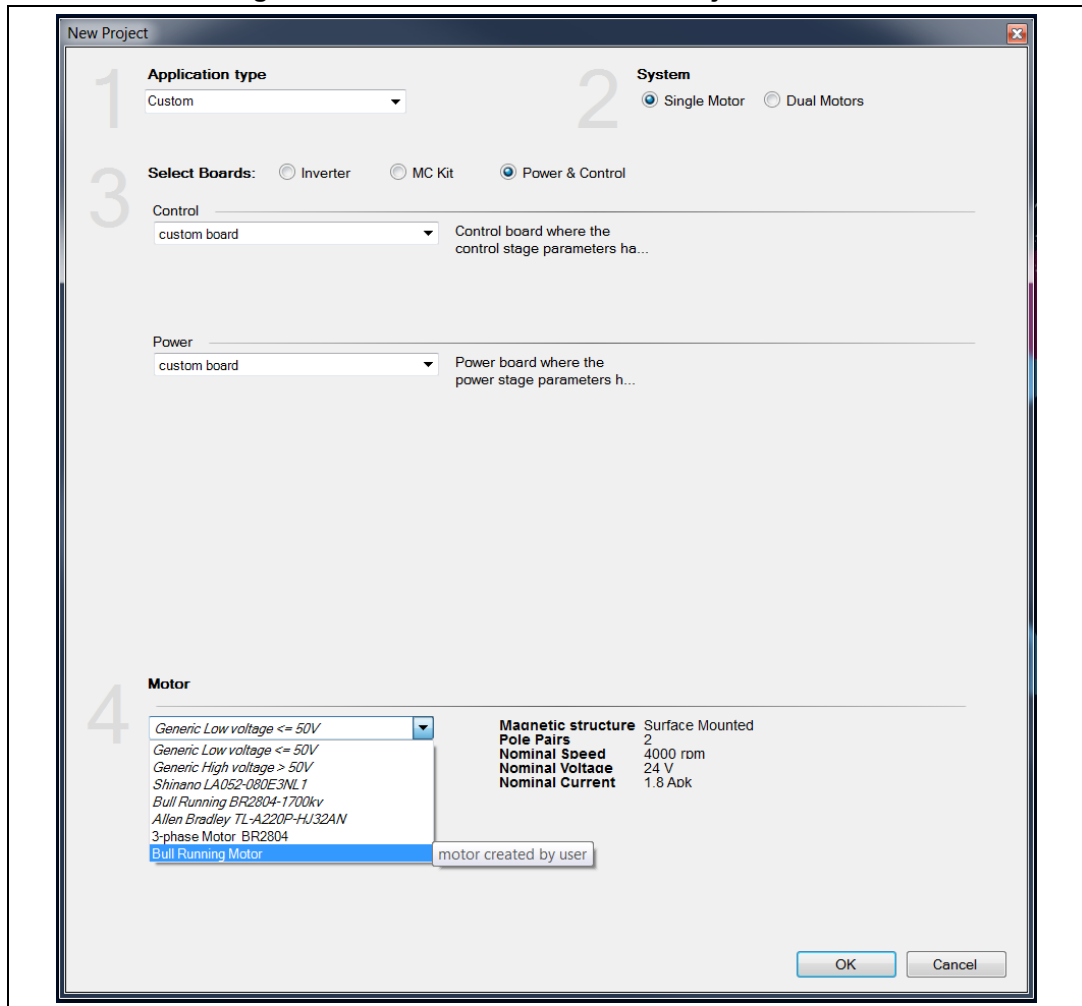 New Project
1
Application type
Custom
2
System
Single Motor
Dual Motors
3
Select Boards:
Inverter
MC Kit
Power & Control
Control
custom board
Control board where the
control stage parameters ha...
Power
custom board
Power board where the
power stage parameters h...
4
Motor
Generic Low voltage <= 50V
Generic Low voltage <= 50V
Generic High voltage > 50V
Shinano LA052-080E3NL1
Bull Running BR2804-1700kv
Allen Bradley TL-A220P-HJ32AN
3-phase Motor BR2804
Bull Running Motor
motor created by user
Magnetic structure Surface Mounted
Pole Pairs 2
Nominal Speed 4000 rpm
Nominal Voltage 24 V
Nominal Current 1.8 Apk
OK
Cancel